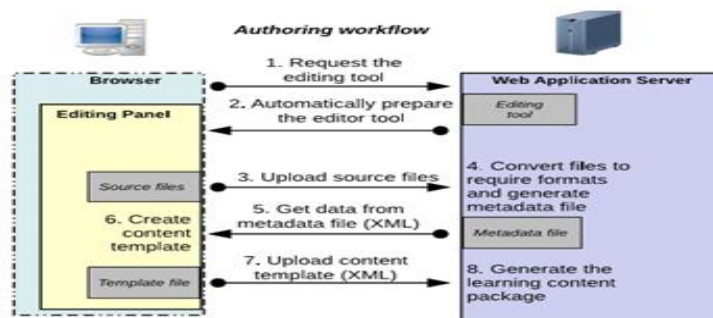 Authoring workflow
1. Request the
editing tool
Browser
Web Application Server
2. Automatically prepare
the editor tool
Editing Panel
Editing
tool
3. Upload source files
Source files
4. Convert files to
require formats
and generate
metadata file
5. Get data from
metadata file (XML)
6. Create
content
template
Metadata file
7. Upload content
template (XML)
Template file
8. Generate the
learning content
package